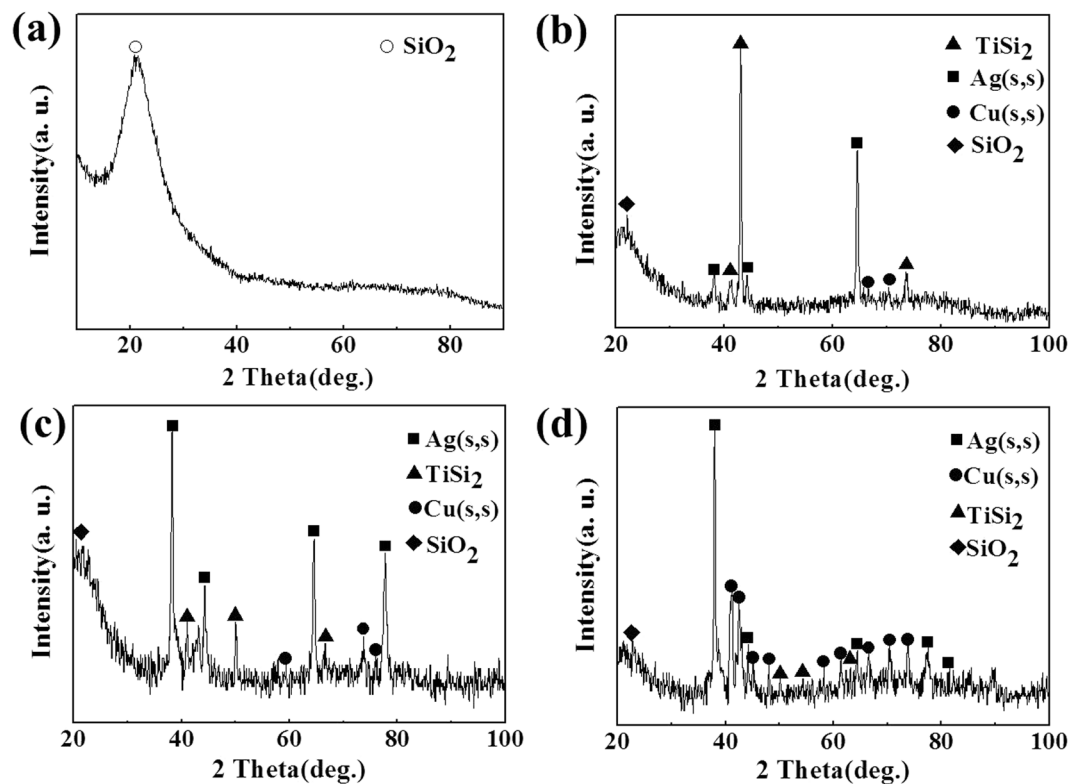 (a)
○ SiO2
Intensity(a. u.)
20 40 60 80
2 Theta(deg.)
(b)
▲ TiSi2
■ Ag(s,s)
● Cu(s,s)
◆ SiO2
Intensity(a. u.)
20 40 60 80 100
2 Theta(deg.)
(c)
■ Ag(s,s)
▲ TiSi2
● Cu(s,s)
◆ SiO2
Intensity(a. u.)
20 40 60 80 100
2 Theta(deg.)
(d)
■ Ag(s,s)
● Cu(s,s)
▲ TiSi2
◆ SiO2
Intensity(a. u.)
20 40 60 80 100
2 Theta(deg.)